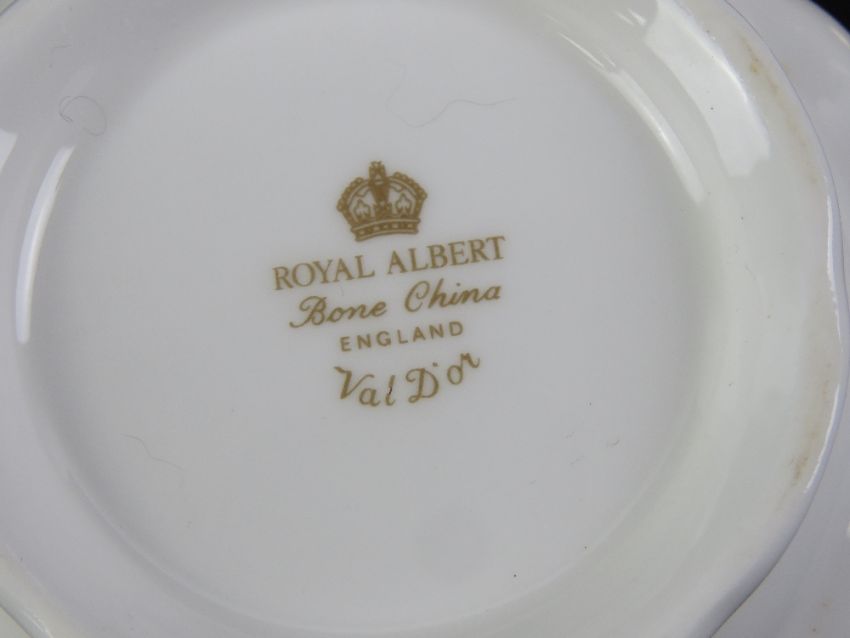 ROYAL ALBERT
Bone China
ENGLAND
Val D'or